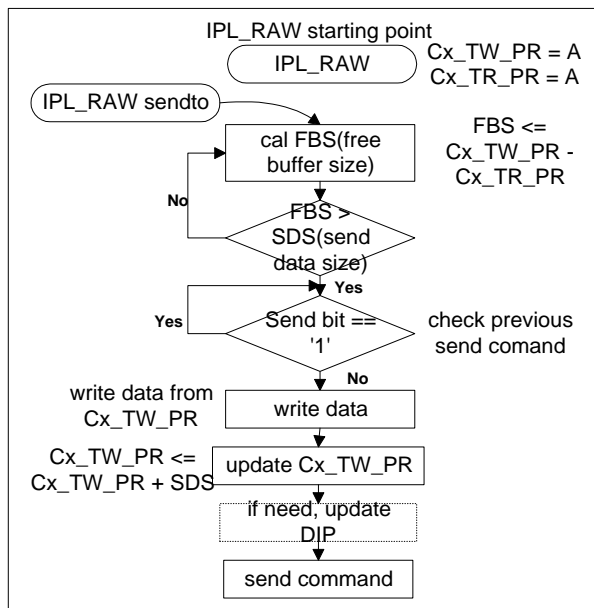 IPL_RAW starting point
IPL_RAW
Cx_TW_PR = A
Cx_TR_PR = A
IPL_RAW sendto
cal FBS(free
buffer size)
FBS <=
Cx_TW_PR -
Cx_TR_PR
No
FBS >
SDS(send
data size)
Yes
Yes
Send bit ==
'1'
check previous
send comand
No
write data from
Cx_TW_PR
write data
Cx_TW_PR <=
Cx_TW_PR + SDS
update Cx_TW_PR
if need, update
DIP
send command